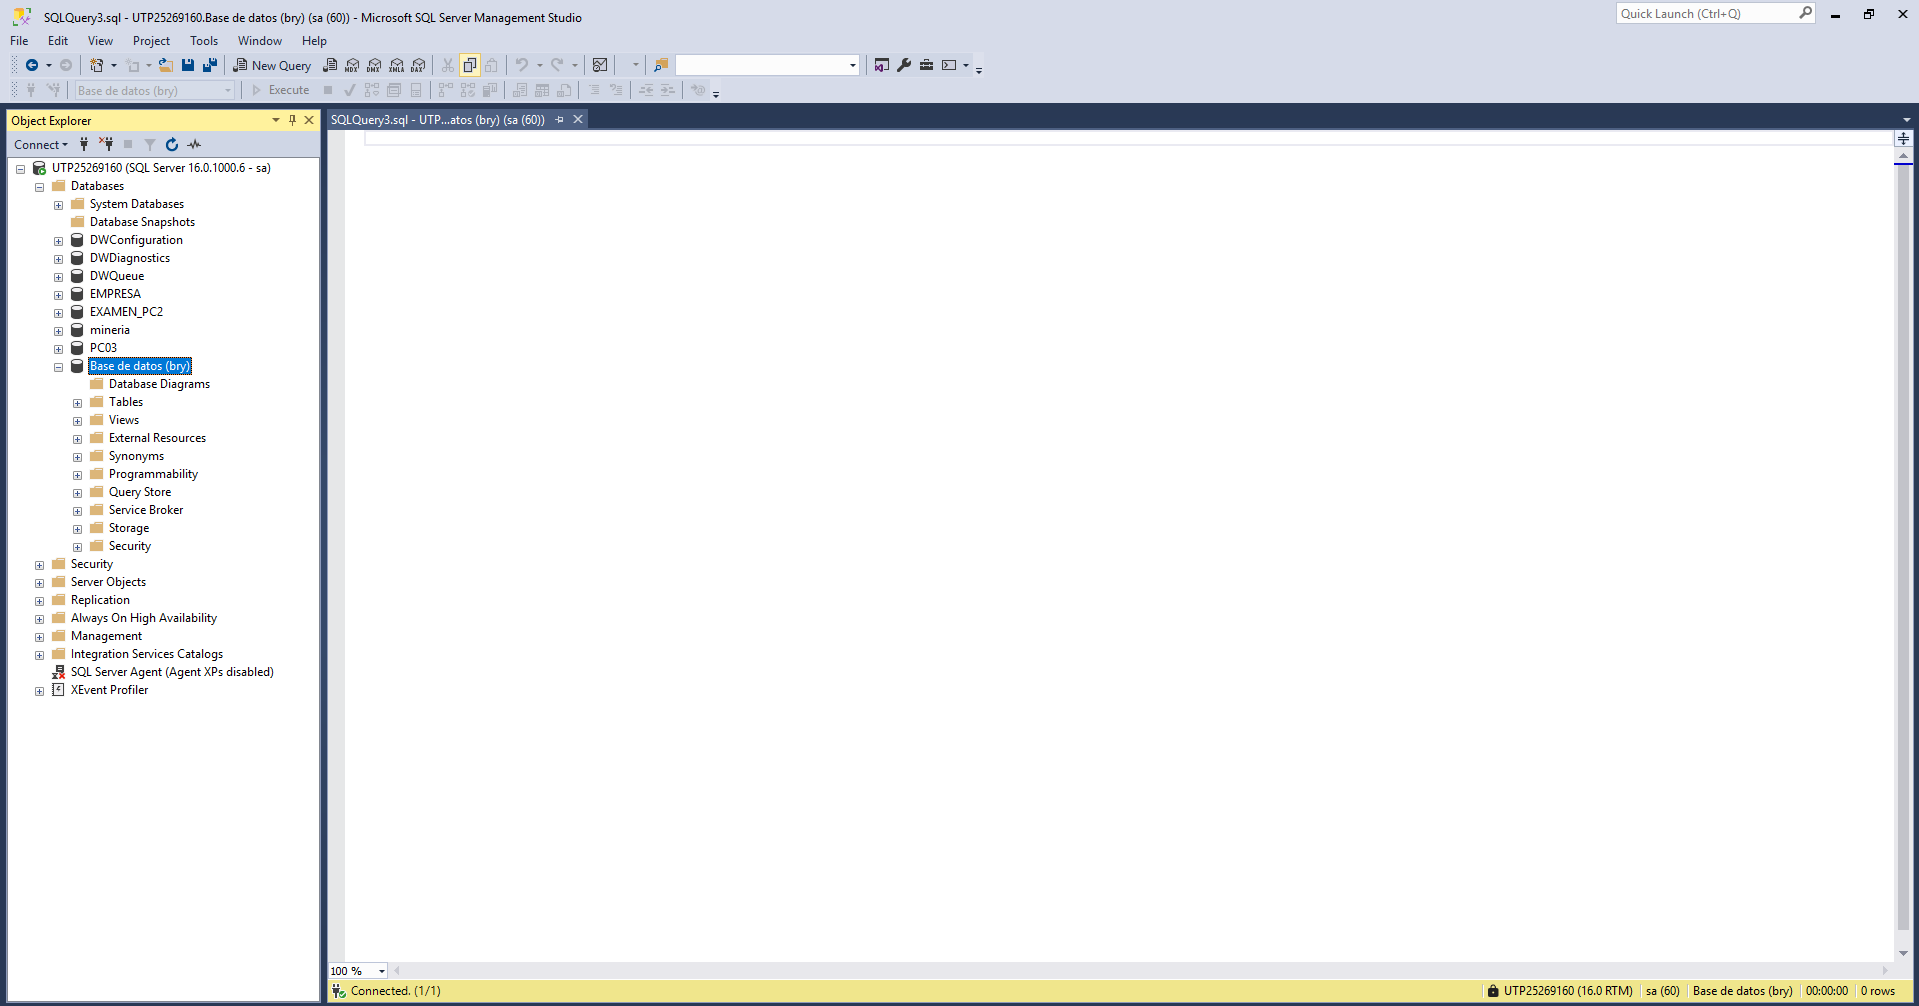 SQLQuery3.sql - UTP25269160.Base de datos (bry) (sa (60)) - Microsoft SQL Server Management Studio
Quick Launch (Ctrl+Q)
File Edit View Project Tools Window Help
New Query MDX DMX XMLA DAX
Base de datos (bry) Execute
Object Explorer
SQLQuery3.sql - UTP...atos (bry) (sa (60))
Connect
UTP25269160 (SQL Server 16.0.1000.6 - sa)
Databases
System Databases
Database Snapshots
DWConfiguration
DWDiagnostics
DWQueue
EMPRESA
EXAMEN_PC2
mineria
PC03
Base de datos (bry)
Database Diagrams
Tables
Views
External Resources
Synonyms
Programmability
Query Store
Service Broker
Storage
Security
Security
Server Objects
Replication
Always On High Availability
Management
Integration Services Catalogs
SQL Server Agent (Agent XPs disabled)
XEvent Profiler
100 %
Connected. (1/1)
UTP25269160 (16.0 RTM) sa (60) Base de datos (bry) 00:00:00 0 rows